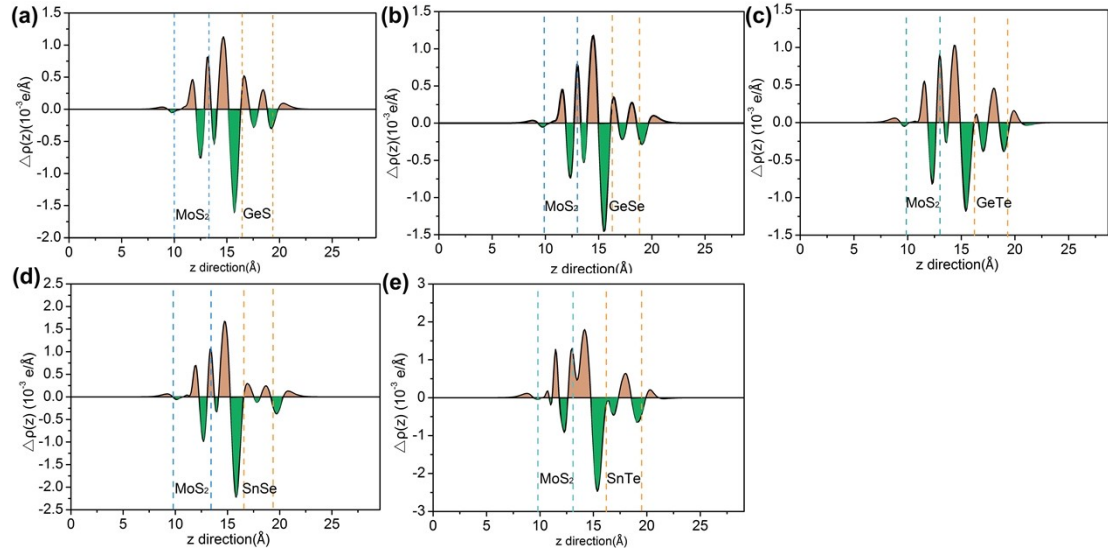 (a)
1.5
1.0
0.5
0.0
-0.5
-1.0
-1.5
-2.0
△ρ(z)(10⁻³ e/Å)
MoS₂
GeS
0 5 10 15 20 25
z direction(Å)
(b)
1.5
1.0
0.5
0.0
-0.5
-1.0
-1.5
△ρ(z)(10⁻³ e/Å)
MoS₂
GeSe
0 5 10 15 20 25
z direction(Å)
(c)
1.5
1.0
0.5
0.0
-0.5
-1.0
-1.5
△ρ(z) (10⁻³ e/Å)
MoS₂
GeTe
0 5 10 15 20 25
z direction(Å)
(d)
2.5
2.0
1.5
1.0
0.5
0.0
-0.5
-1.0
-1.5
-2.0
-2.5
△ρ(z) (10⁻³ e/Å)
MoS₂
SnSe
0 5 10 15 20 25
z direction(Å)
(e)
3
2
1
0
-1
-2
-3
△ρ(z) (10⁻³ e/Å)
MoS₂
SnTe
0 5 10 15 20 25
z direction(Å)